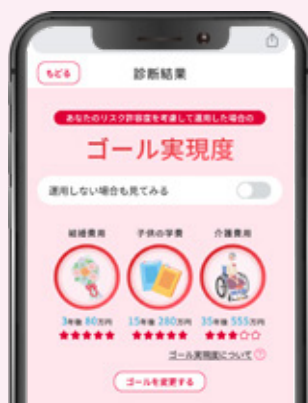 もどる
診断結果
あなたのリスク許容度を考慮して運用した場合の
ゴール実現度
運用しない場合も見てみる
結婚費用 子供の学費 介護費用
3年後 80万円 15年後 280万円 35年後 555万円
★★★★★ ★★★★★ ★★★☆☆
ゴール実現度について ?
ゴールを変更する